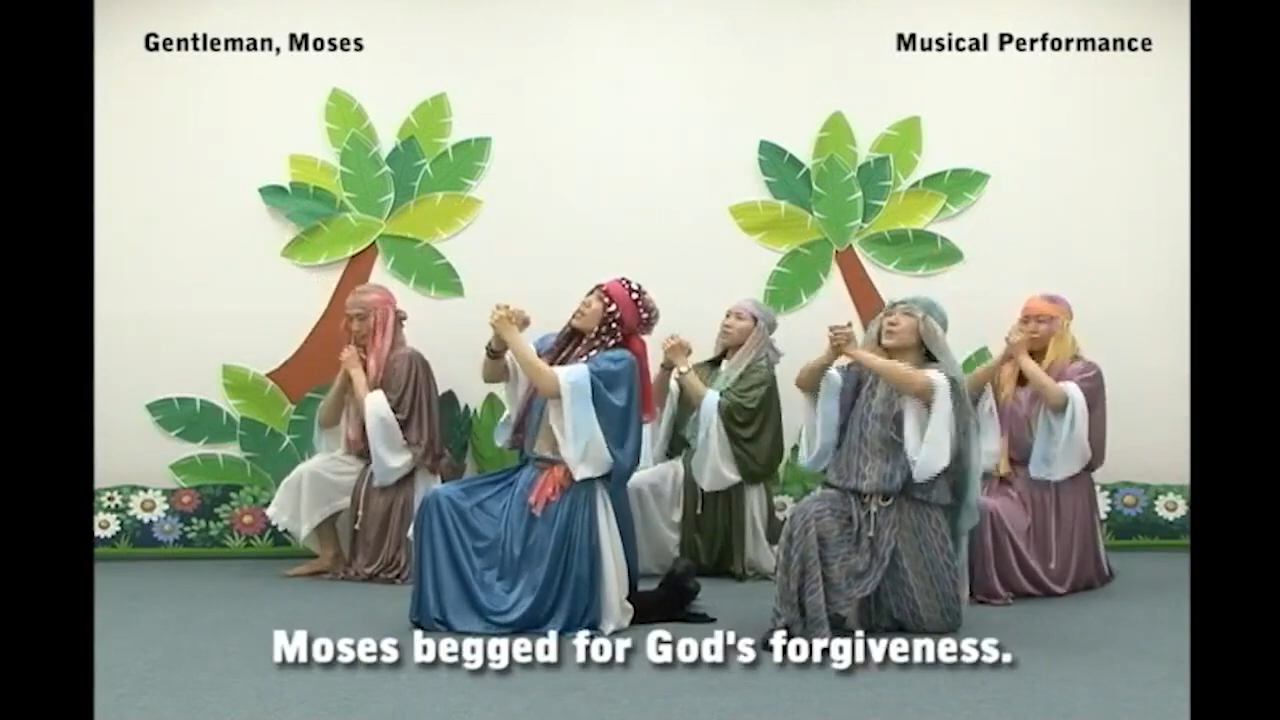 Gentleman, Moses
Musical Performance
Moses begged for God's forgiveness.